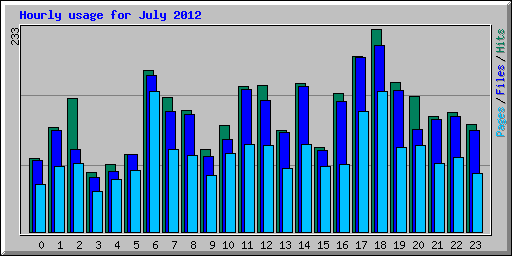 Hourly usage for July 2012
233
Pages/Files/Hits
0 1 2 3 4 5 6 7 8 9 10 11 12 13 14 15 16 17 18 19 20 21 22 23